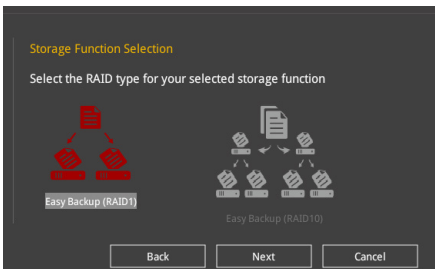 Storage Function Selection
Select the RAID type for your selected storage function
Easy Backup (RAID1)
Easy Backup (RAID10)
Back
Next
Cancel